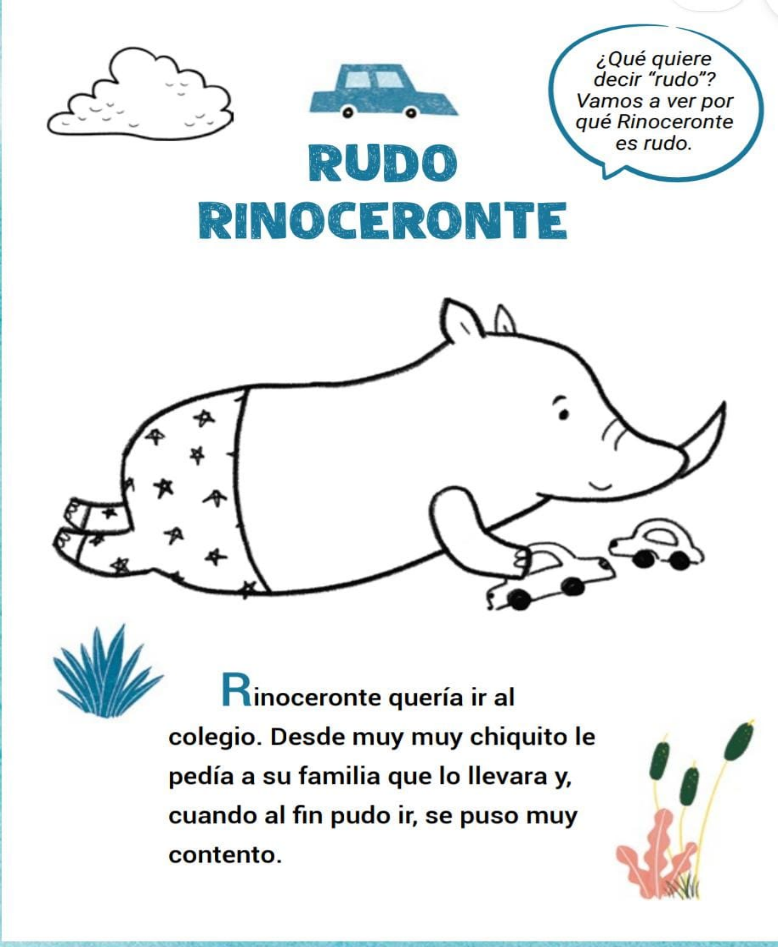 ¿Qué quiere
decir “rudo”?
Vamos a ver por
qué Rinoceronte
es rudo.
RUDO
RINOCERONTE
Rinoceronte quería ir al
colegio. Desde muy muy chiquito le
pedía a su familia que lo llevara y,
cuando al fin pudo ir, se puso muy
contento.